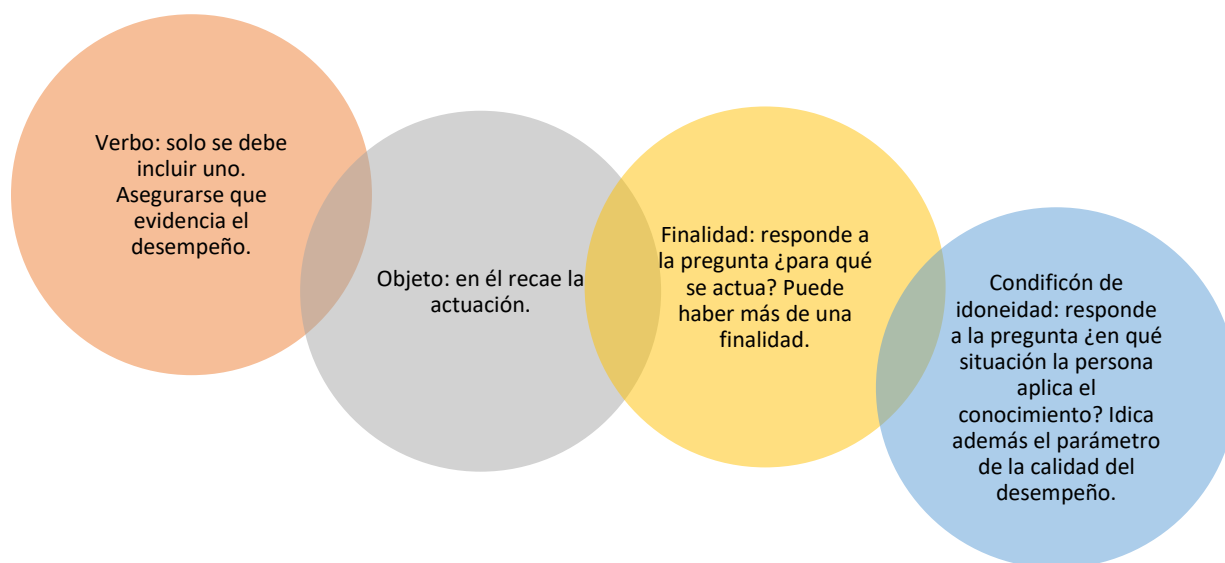 Verbo: solo se debe
incluir uno.
Asegurarse que
evidencia el
desempeño.
Objeto: en él recae la
actuación.
Finalidad: responde a
la pregunta ¿para qué
se actua? Puede
haber más de una
finalidad.
Condificón de
idoneidad: responde
a la pregunta ¿en qué
situación la persona
aplica el
conocimiento? Idica
además el parámetro
de la calidad del
desempeño.